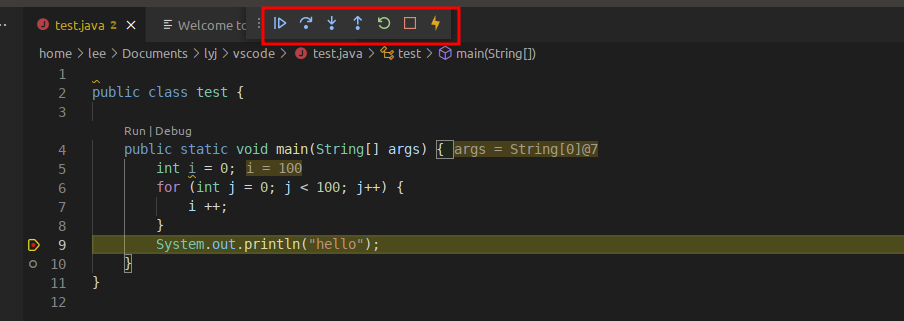 test.java 2 Welcome to
home > lee > Documents > lyj > vscode > test.java > test > main(String[])
1
2 public class test {
3
Run | Debug
4 public static void main(String[] args) { args = String[0]@7
5 int i = 0; i = 100
6 for (int j = 0; j < 100; j++) {
7 i ++;
8 }
9 System.out.println("hello");
10 }
11 }
12